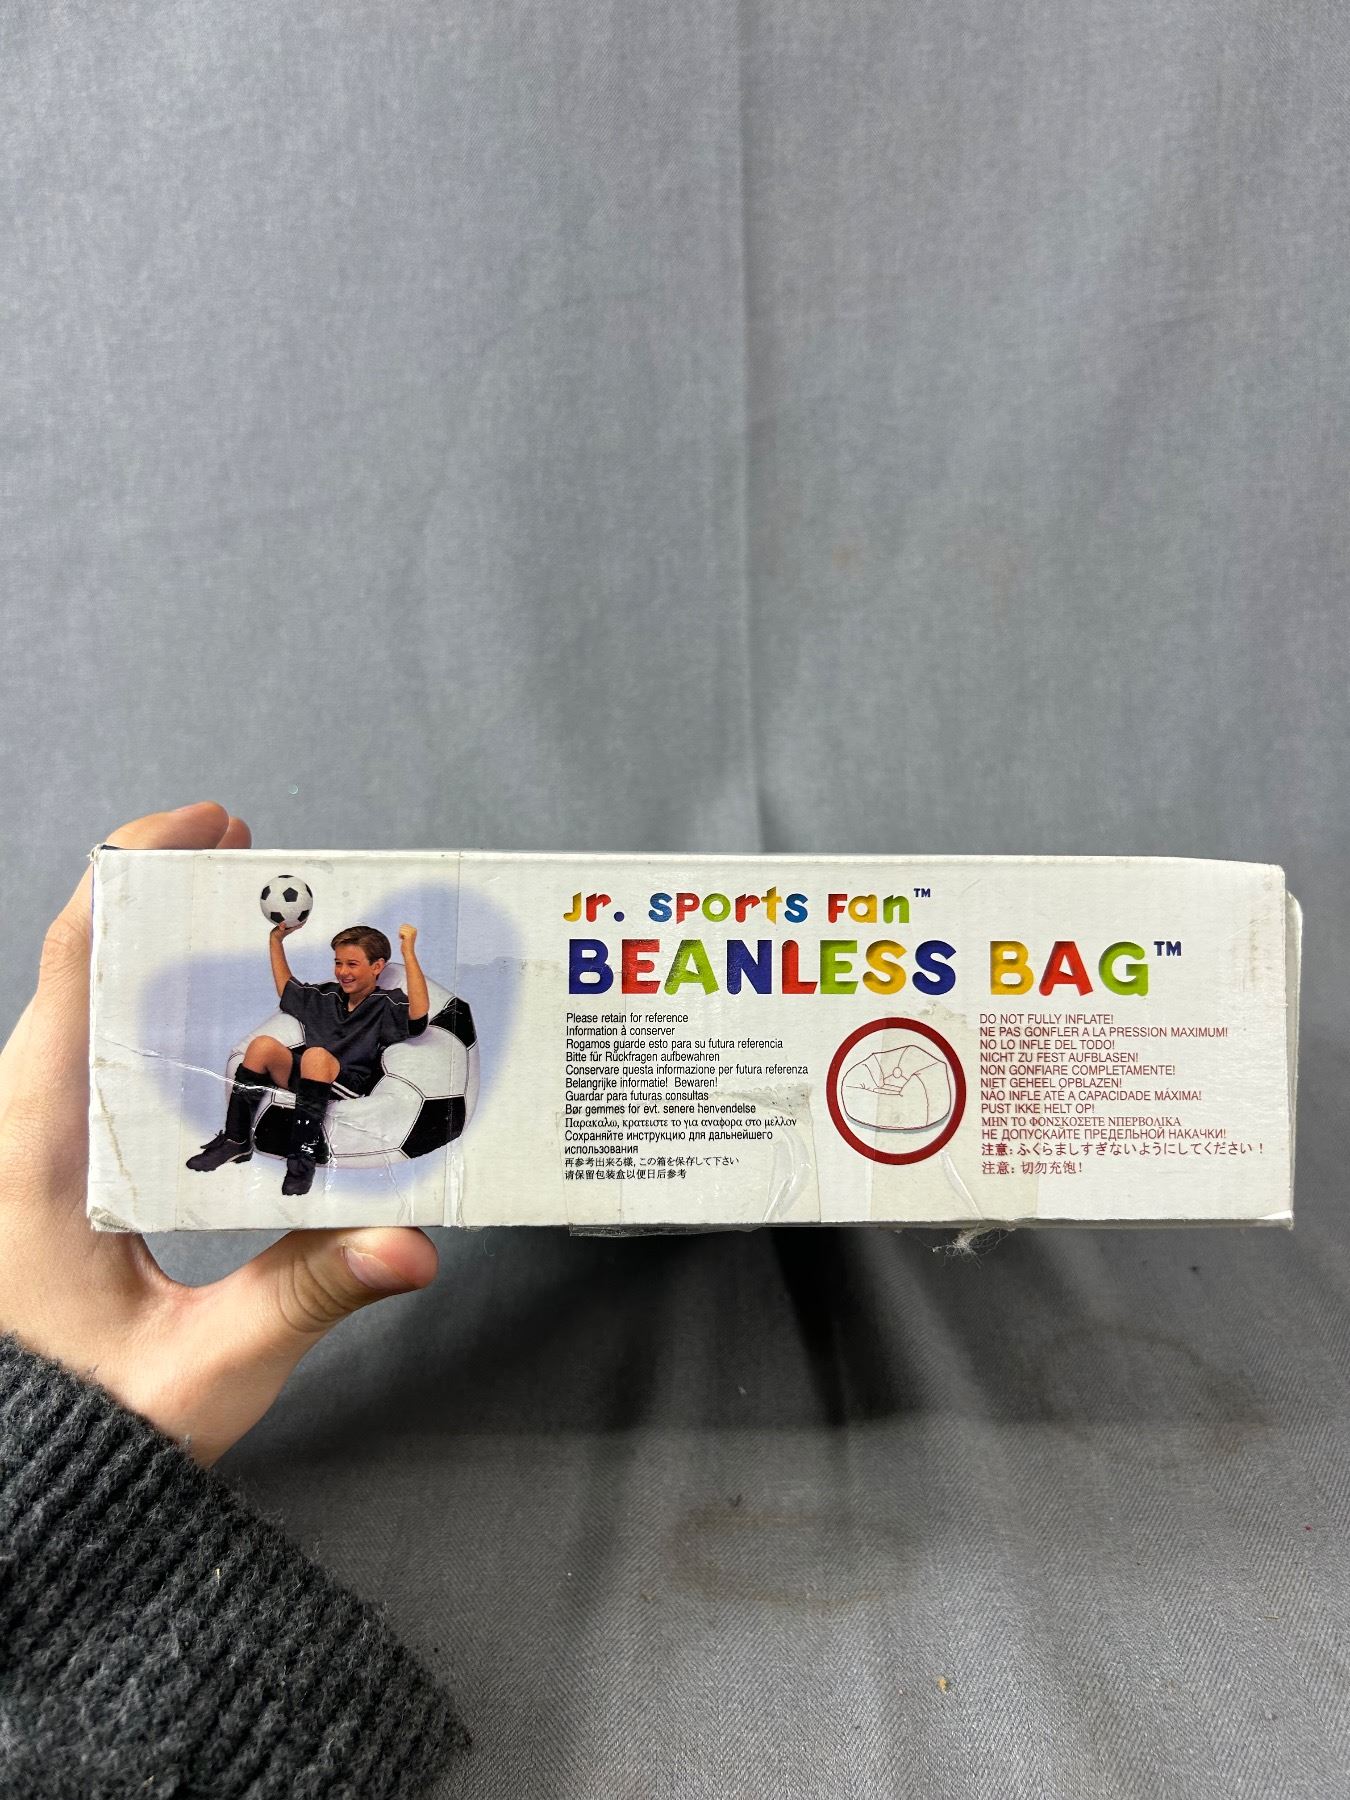 Jr. Sports Fan™
BEANLESS BAG™
Please retain for reference
Information à conserver
Rogamos guarde esto para su futura referencia
Bitte für Rückfragen aufbewahren
Conservare questa informazione per futura referenza
Belangrijke informatie! Bewaren!
Guardar para futuras consultas
Bør gemmes for evt. senere henvendelse
Παρακαλω, κρατειστε το για αναφορα στο μελλον
Сохраняйте инструкцию для дальнейшего
использования
再参考出来る様, この箱を保存して下さい
请保留包装盒以便日后参考
DO NOT FULLY INFLATE!
NE PAS GONFLER A LA PRESSION MAXIMUM!
NO LO INFLE DEL TODO!
NICHT ZU FEST AUFBLASEN!
NON GONFIARE COMPLETAMENTE!
NIET GEHEEL OPBLAZEN!
NÃO INFLE ATÉ A CAPACIDADE MÁXIMA!
PUST IKKE HELT OP!
ΜΗΝ ΤΟ ΦΟΝΣΚΟΣΕΤΕ ΝΠΕΡΒΟΛΙΚΑ
НЕ ДОПУСКАЙТЕ ПРЕДЕЛЬНОЙ НАКАЧКИ!
注意: ふくらましすぎないようにしてください！
注意: 切勿充饱!